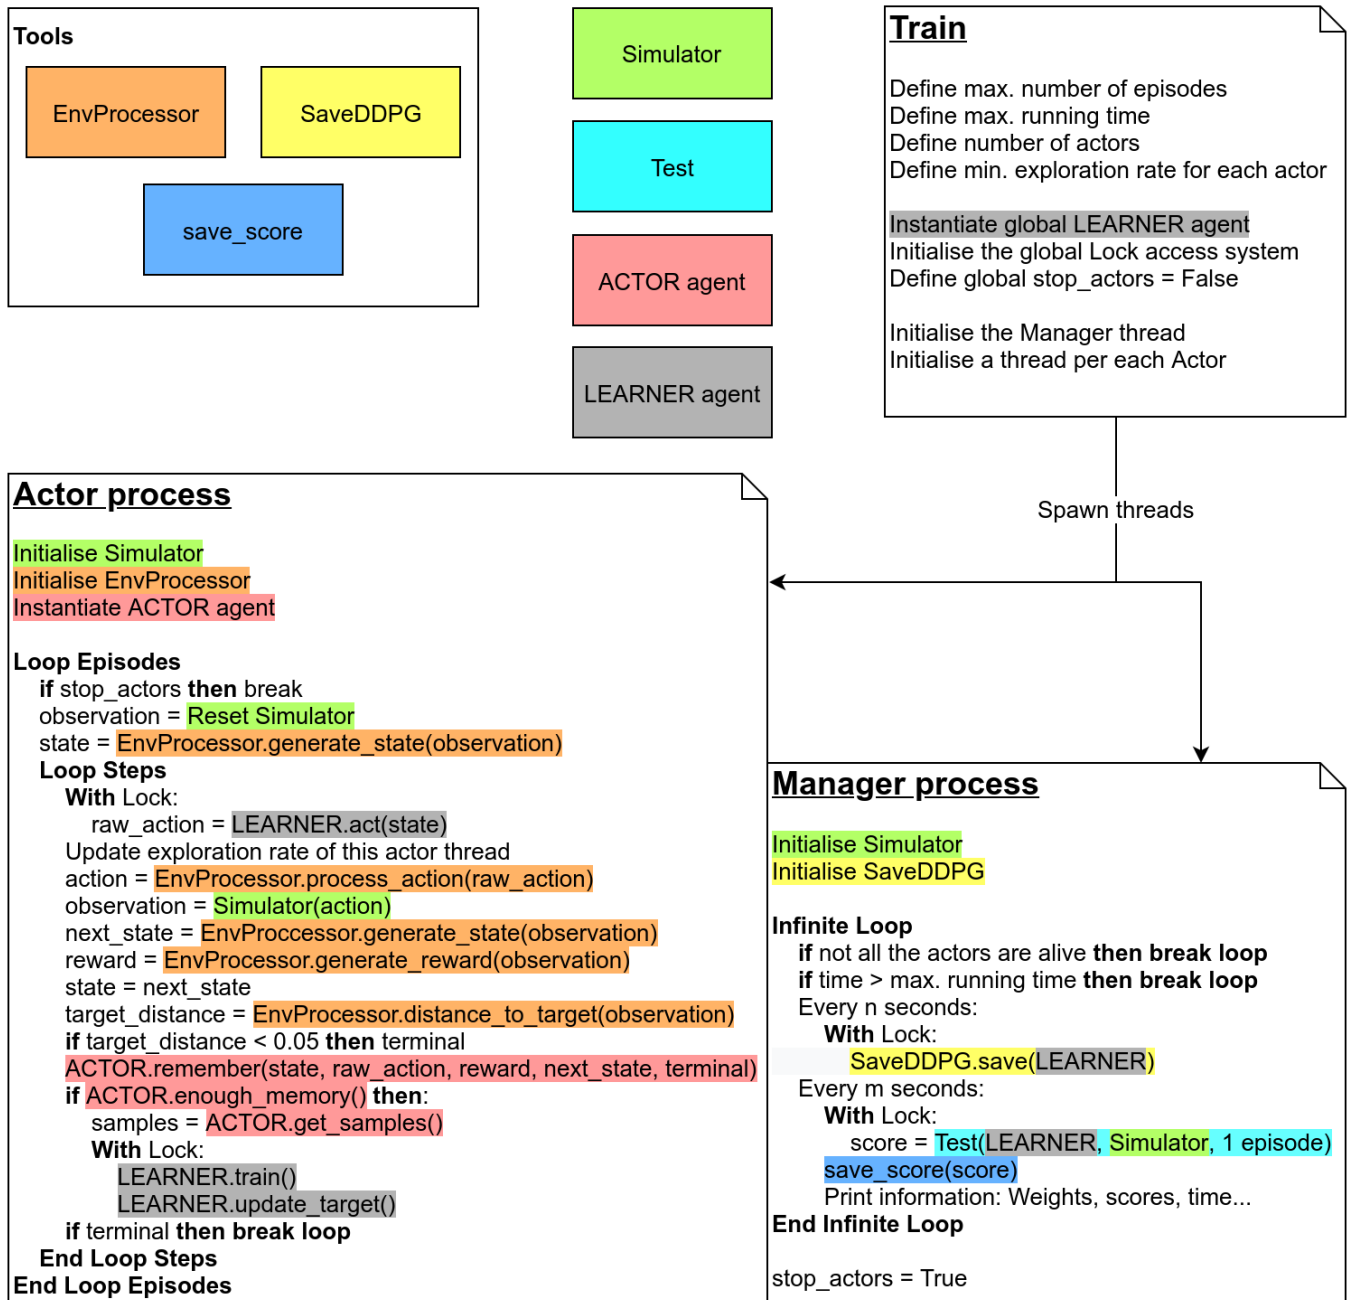 Tools
EnvProcessor
SaveDDPG
save_score
Simulator
Test
ACTOR agent
LEARNER agent
Train
Define max. number of episodes
Define max. running time
Define number of actors
Define min. exploration rate for each actor
Instantiate global LEARNER agent
Initialise the global Lock access system
Define global stop_actors = False
Initialise the Manager thread
Initialise a thread per each Actor
Spawn threads
Actor process
Initialise Simulator
Initialise EnvProcessor
Instantiate ACTOR agent
Loop Episodes
if stop_actors then break
observation = Reset Simulator
state = EnvProcessor.generate_state(observation)
Loop Steps
With Lock:
raw_action = LEARNER.act(state)
Update exploration rate of this actor thread
action = EnvProcessor.process_action(raw_action)
observation = Simulator(action)
next_state = EnvProccessor.generate_state(observation)
reward = EnvProcessor.generate_reward(observation)
state = next_state
target_distance = EnvProcessor.distance_to_target(observation)
if target_distance < 0.05 then terminal
ACTOR.remember(state, raw_action, reward, next_state, terminal)
if ACTOR.enough_memory() then:
samples = ACTOR.get_samples()
With Lock:
LEARNER.train()
LEARNER.update_target()
if terminal then break loop
End Loop Steps
End Loop Episodes
Manager process
Initialise Simulator
Initialise SaveDDPG
Infinite Loop
if not all the actors are alive then break loop
if time > max. running time then break loop
Every n seconds:
With Lock:
SaveDDPG.save(LEARNER)
Every m seconds:
With Lock:
score = Test(LEARNER, Simulator, 1 episode)
save_score(score)
Print information: Weights, scores, time...
End Infinite Loop
stop_actors = True